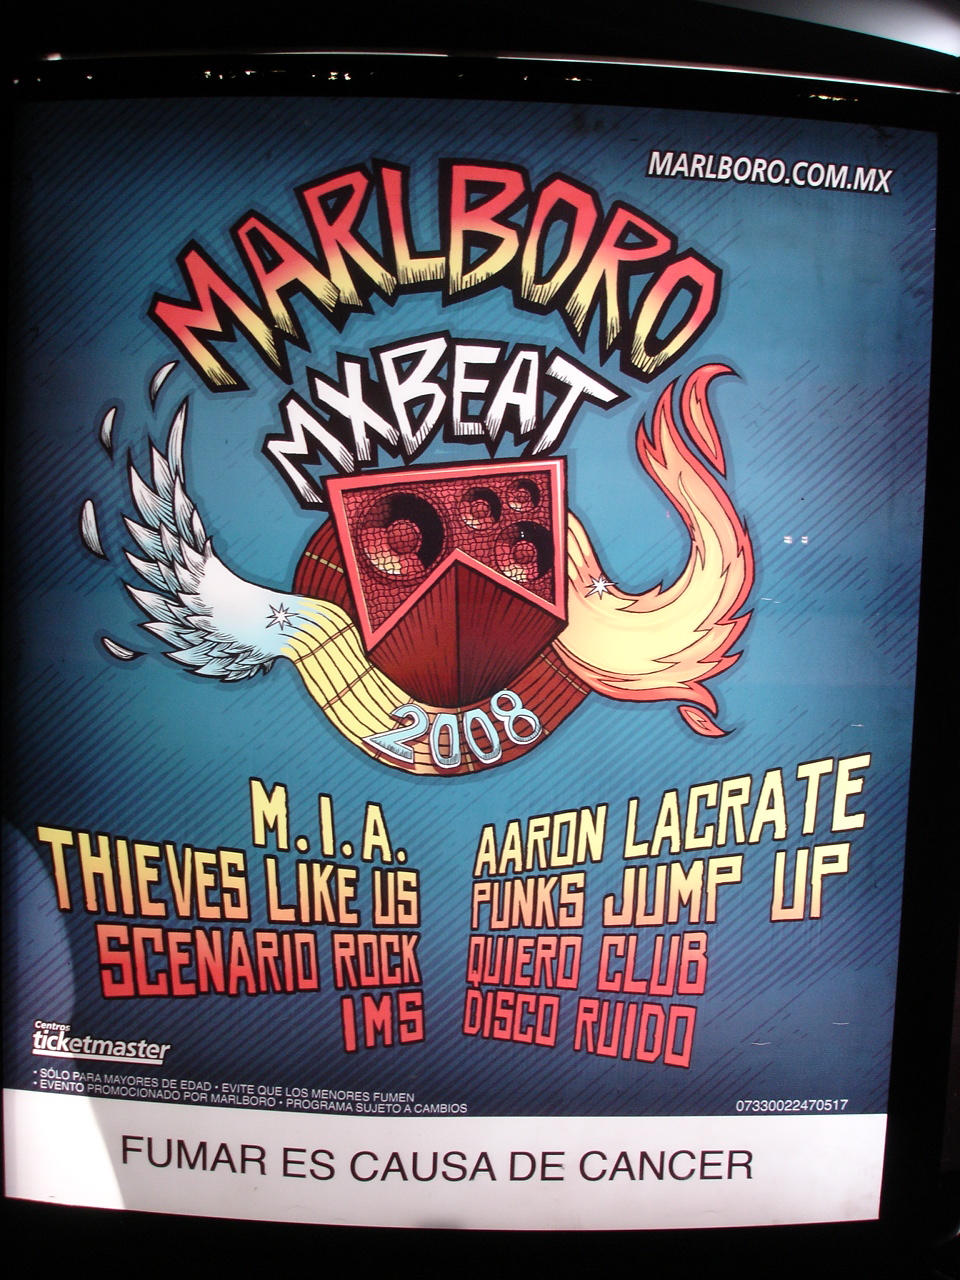 MARLBORO.COM.MX
MARLBORO
MXBEAT
2008
M.I.A.
THIEVES LIKE US
SCENARIO ROCK
IMS
AARON LACRATE
PUNKS JUMP UP
QUIERO CLUB
DISCO RUIDO
Centros
ticketmaster
• SÓLO PARA MAYORES DE EDAD • EVITE QUE LOS MENORES FUMEN
• EVENTO PROMOCIONADO POR MARLBORO • PROGRAMA SUJETO A CAMBIOS
07330022470517
FUMAR ES CAUSA DE CANCER